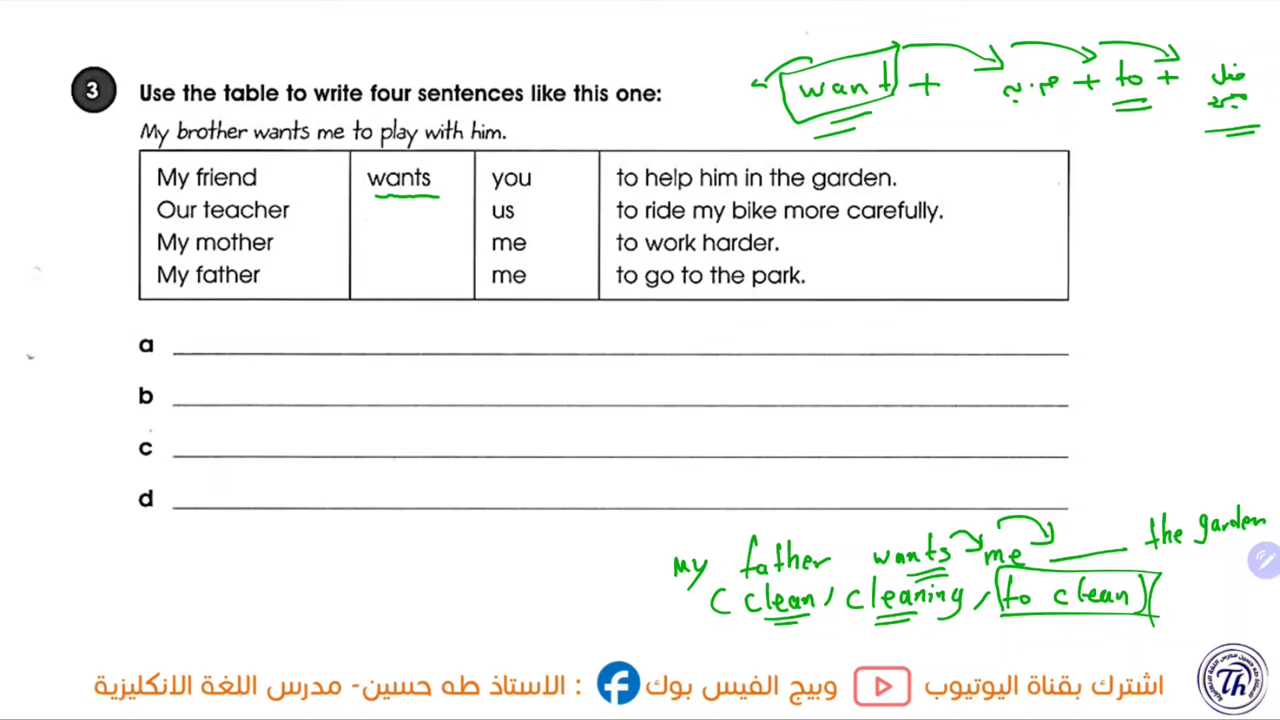 want + ض.ن.ب + to + فعل مجرد
3 Use the table to write four sentences like this one:
My brother wants me to play with him.
My friend wants you to help him in the garden.
Our teacher us to ride my bike more carefully.
My mother me to work harder.
My father me to go to the park.
a
b
c
d
My father wants me ____ the garden
( clean, cleaning, to clean )
اشترك بقناة اليوتيوب وبيج الفيس بوك : الاستاذ طه حسين- مدرس اللغة الانكليزية
Th